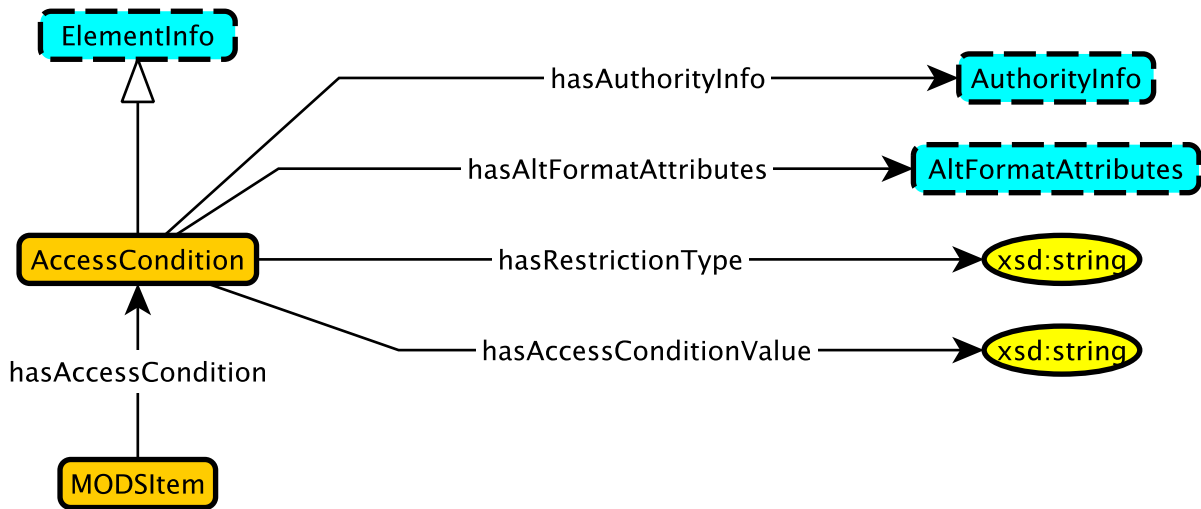 ElementInfo
hasAuthorityInfo
AuthorityInfo
hasAltFormatAttributes
AltFormatAttributes
AccessCondition
hasRestrictionType
xsd:string
hasAccessConditionValue
xsd:string
hasAccessCondition
MODSItem